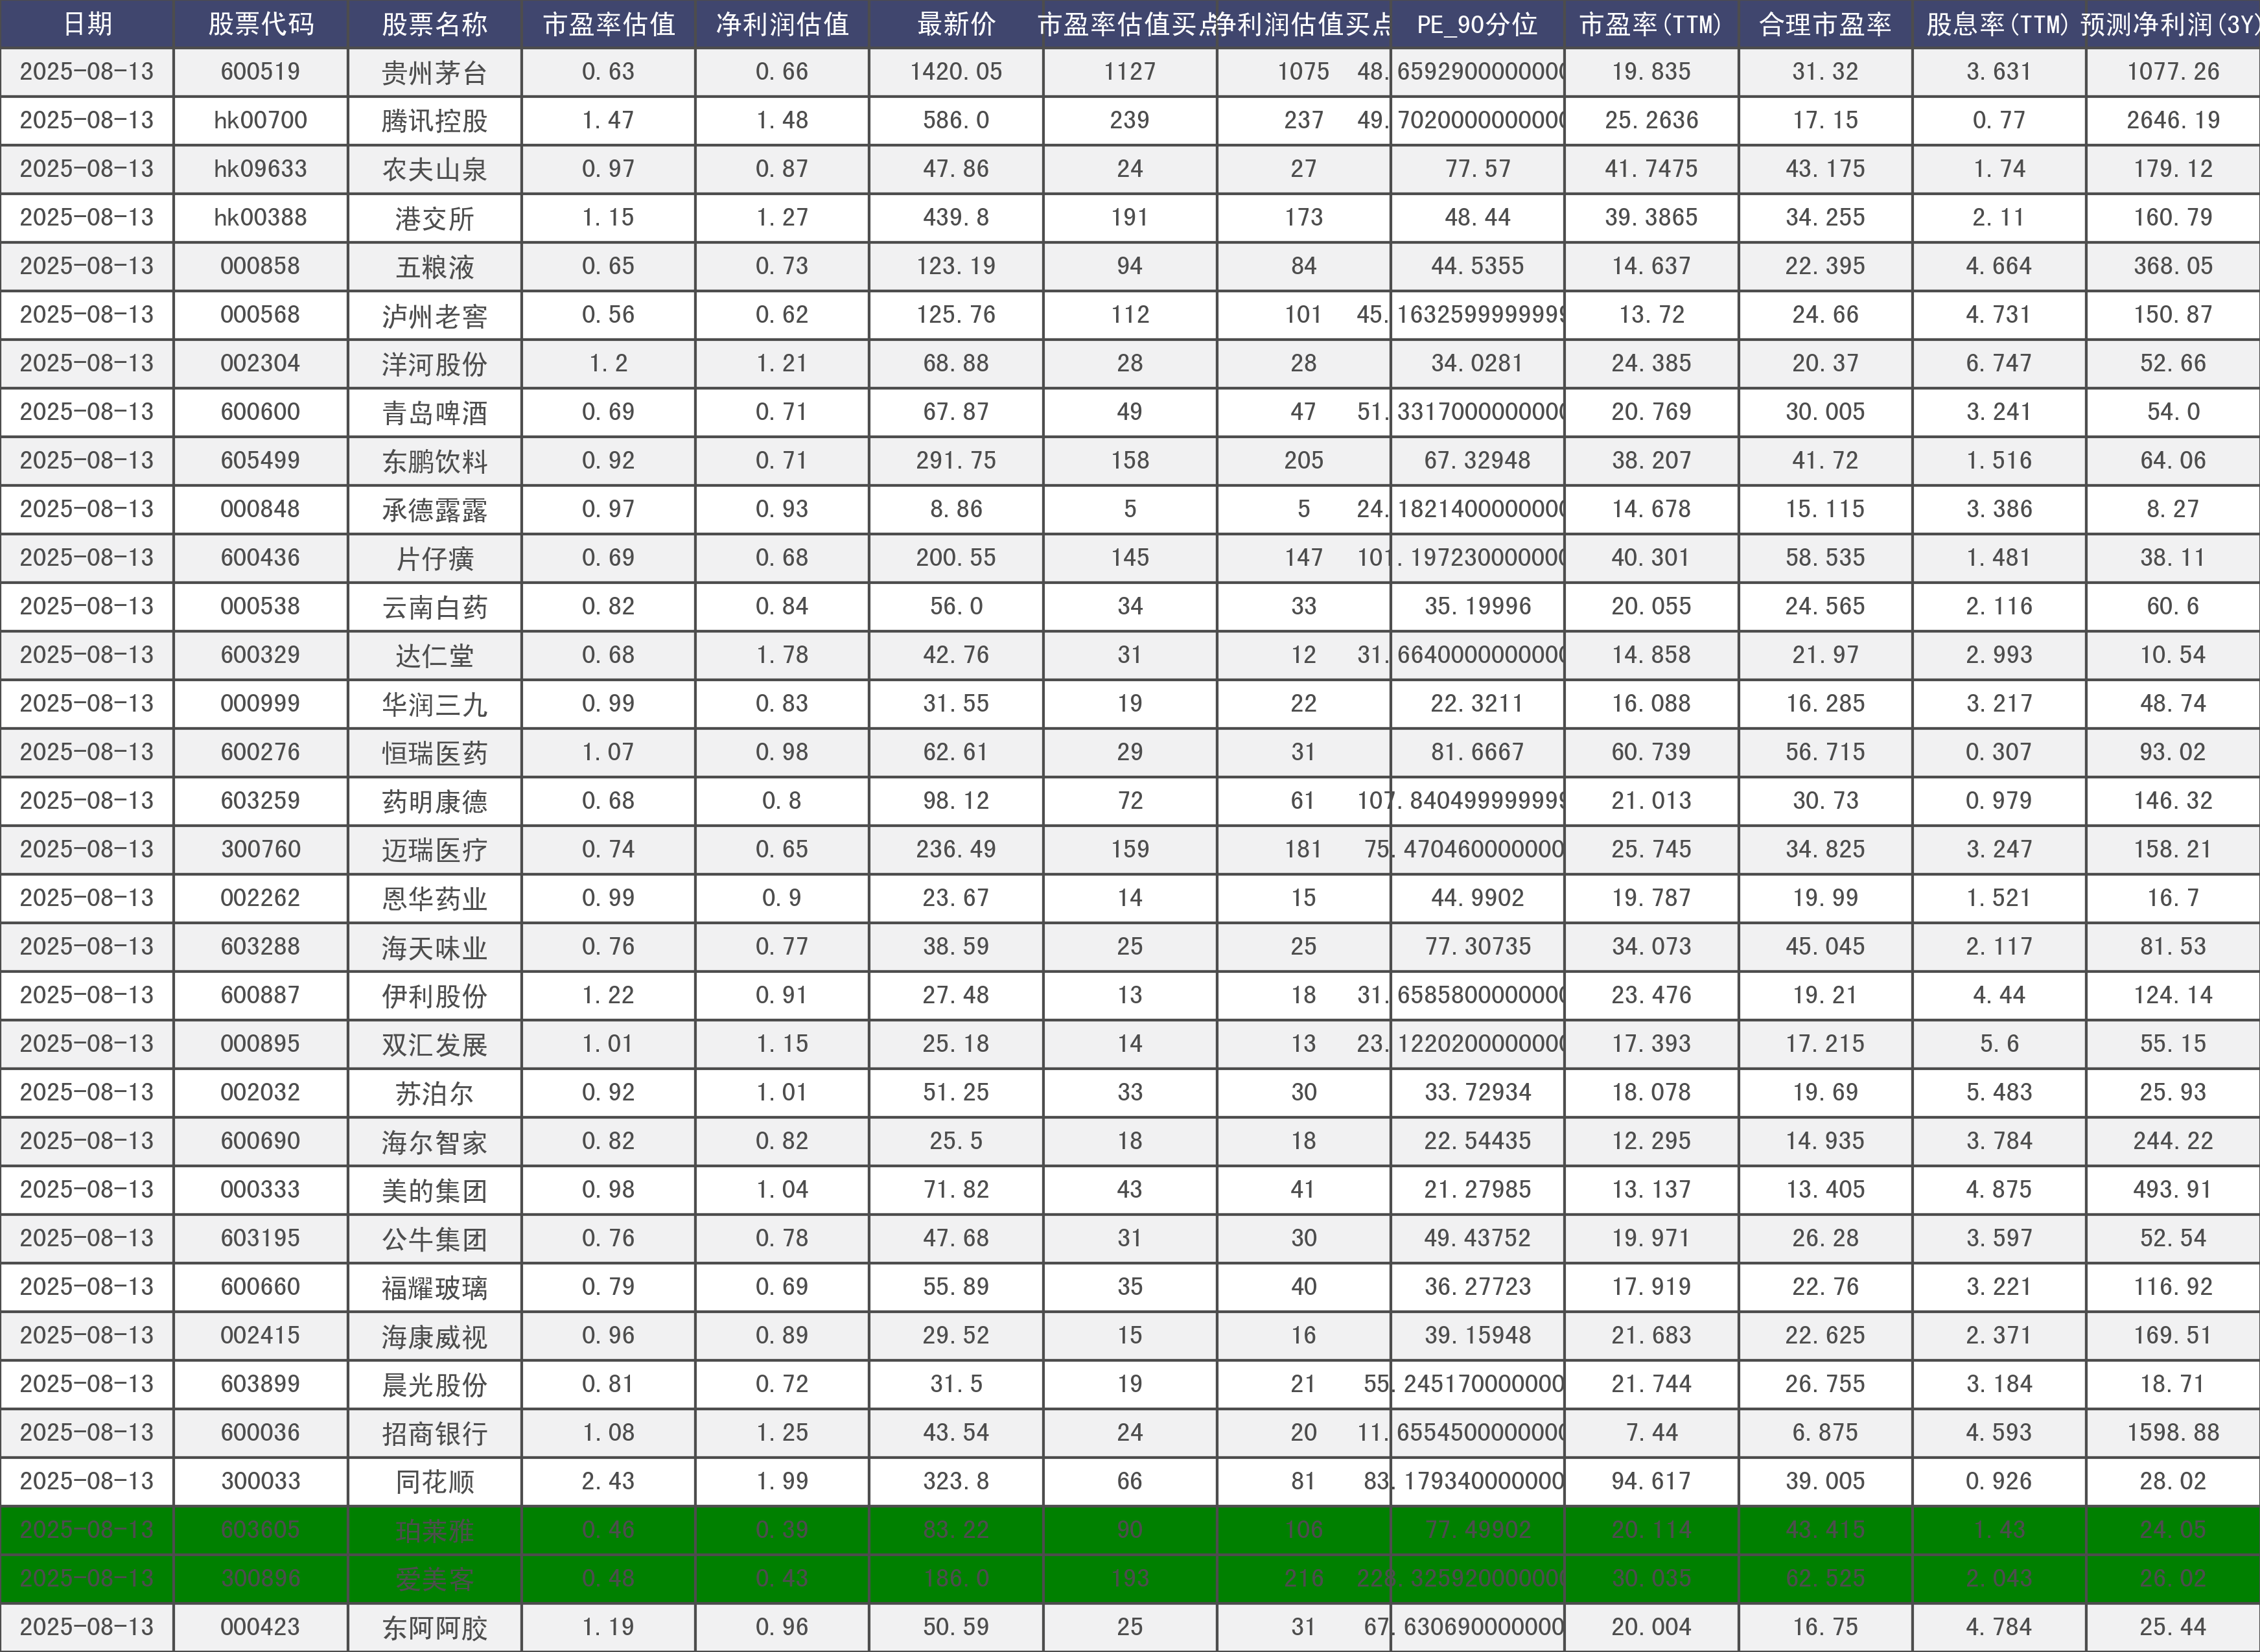 日期 股票代码 股票名称 市盈率估值 净利润估值 最新价 市盈率估值买点 净利润估值买点 PE_90分位 市盈率(TTM) 合理市盈率 股息率(TTM) 预测净利润(3Y)
2025-08-13 600519 贵州茅台 0.63 0.66 1420.05 1127 1075 48.6592900000000 19.835 31.32 3.631 1077.26
2025-08-13 hk00700 腾讯控股 1.47 1.48 586.0 239 237 49.7020000000000 25.2636 17.15 0.77 2646.19
2025-08-13 hk09633 农夫山泉 0.97 0.87 47.86 24 27 77.57 41.7475 43.175 1.74 179.12
2025-08-13 hk00388 港交所 1.15 1.27 439.8 191 173 48.44 39.3865 34.255 2.11 160.79
2025-08-13 000858 五粮液 0.65 0.73 123.19 94 84 44.5355 14.637 22.395 4.664 368.05
2025-08-13 000568 泸州老窖 0.56 0.62 125.76 112 101 45.1632599999999 13.72 24.66 4.731 150.87
2025-08-13 002304 洋河股份 1.2 1.21 68.88 28 28 34.0281 24.385 20.37 6.747 52.66
2025-08-13 600600 青岛啤酒 0.69 0.71 67.87 49 47 51.3317000000000 20.769 30.005 3.241 54.0
2025-08-13 605499 东鹏饮料 0.92 0.71 291.75 158 205 67.32948 38.207 41.72 1.516 64.06
2025-08-13 000848 承德露露 0.97 0.93 8.86 5 5 24.1821400000000 14.678 15.115 3.386 8.27
2025-08-13 600436 片仔癀 0.69 0.68 200.55 145 147 101.197230000000 40.301 58.535 1.481 38.11
2025-08-13 000538 云南白药 0.82 0.84 56.0 34 33 35.19996 20.055 24.565 2.116 60.6
2025-08-13 600329 达仁堂 0.68 1.78 42.76 31 12 31.6640000000000 14.858 21.97 2.993 10.54
2025-08-13 000999 华润三九 0.99 0.83 31.55 19 22 22.3211 16.088 16.285 3.217 48.74
2025-08-13 600276 恒瑞医药 1.07 0.98 62.61 29 31 81.6667 60.739 56.715 0.307 93.02
2025-08-13 603259 药明康德 0.68 0.8 98.12 72 61 107.840499999999 21.013 30.73 0.979 146.32
2025-08-13 300760 迈瑞医疗 0.74 0.65 236.49 159 181 75.470460000000 25.745 34.825 3.247 158.21
2025-08-13 002262 恩华药业 0.99 0.9 23.67 14 15 44.9902 19.787 19.99 1.521 16.7
2025-08-13 603288 海天味业 0.76 0.77 38.59 25 25 77.30735 34.073 45.045 2.117 81.53
2025-08-13 600887 伊利股份 1.22 0.91 27.48 13 18 31.6585800000000 23.476 19.21 4.44 124.14
2025-08-13 000895 双汇发展 1.01 1.15 25.18 14 13 23.1220200000000 17.393 17.215 5.6 55.15
2025-08-13 002032 苏泊尔 0.92 1.01 51.25 33 30 33.72934 18.078 19.69 5.483 25.93
2025-08-13 600690 海尔智家 0.82 0.82 25.5 18 18 22.54435 12.295 14.935 3.784 244.22
2025-08-13 000333 美的集团 0.98 1.04 71.82 43 41 21.27985 13.137 13.405 4.875 493.91
2025-08-13 603195 公牛集团 0.76 0.78 47.68 31 30 49.43752 19.971 26.28 3.597 52.54
2025-08-13 600660 福耀玻璃 0.79 0.69 55.89 35 40 36.27723 17.919 22.76 3.221 116.92
2025-08-13 002415 海康威视 0.96 0.89 29.52 15 16 39.15948 21.683 22.625 2.371 169.51
2025-08-13 603899 晨光股份 0.81 0.72 31.5 19 21 55.245170000000 21.744 26.755 3.184 18.71
2025-08-13 600036 招商银行 1.08 1.25 43.54 24 20 11.6554500000000 7.44 6.875 4.593 1598.88
2025-08-13 300033 同花顺 2.43 1.99 323.8 66 81 83.179340000000 94.617 39.005 0.926 28.02
2025-08-13 603605 珀莱雅 0.46 0.39 83.22 90 106 77.49902 20.114 43.415 1.43 24.05
2025-08-13 300896 爱美客 0.48 0.43 186.0 193 216 228.325920000000 30.035 62.525 2.043 26.02
2025-08-13 000423 东阿阿胶 1.19 0.96 50.59 25 31 67.630690000000 20.004 16.75 4.784 25.44